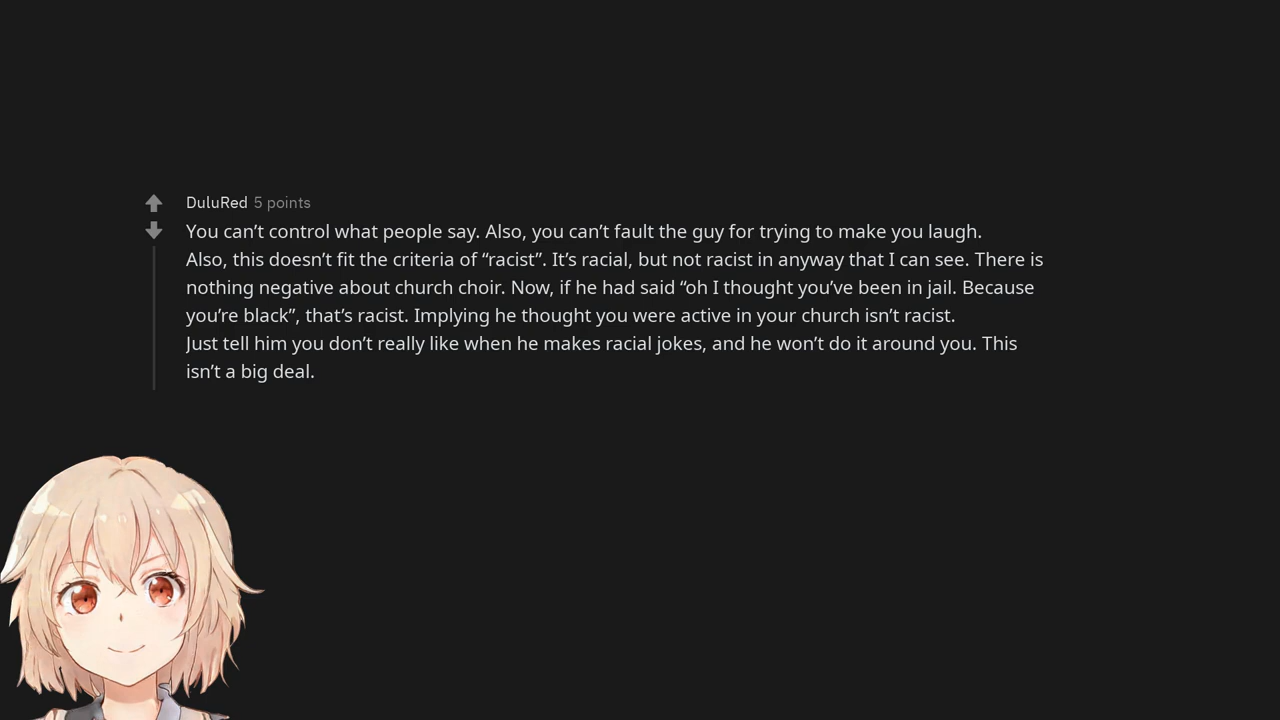 DuluRed 5 points
You can’t control what people say. Also, you can’t fault the guy for trying to make you laugh.
Also, this doesn’t fit the criteria of “racist”. It’s racial, but not racist in anyway that I can see. There is
nothing negative about church choir. Now, if he had said “oh I thought you’ve been in jail. Because
you’re black”, that’s racist. Implying he thought you were active in your church isn’t racist.
Just tell him you don’t really like when he makes racial jokes, and he won’t do it around you. This
isn’t a big deal.